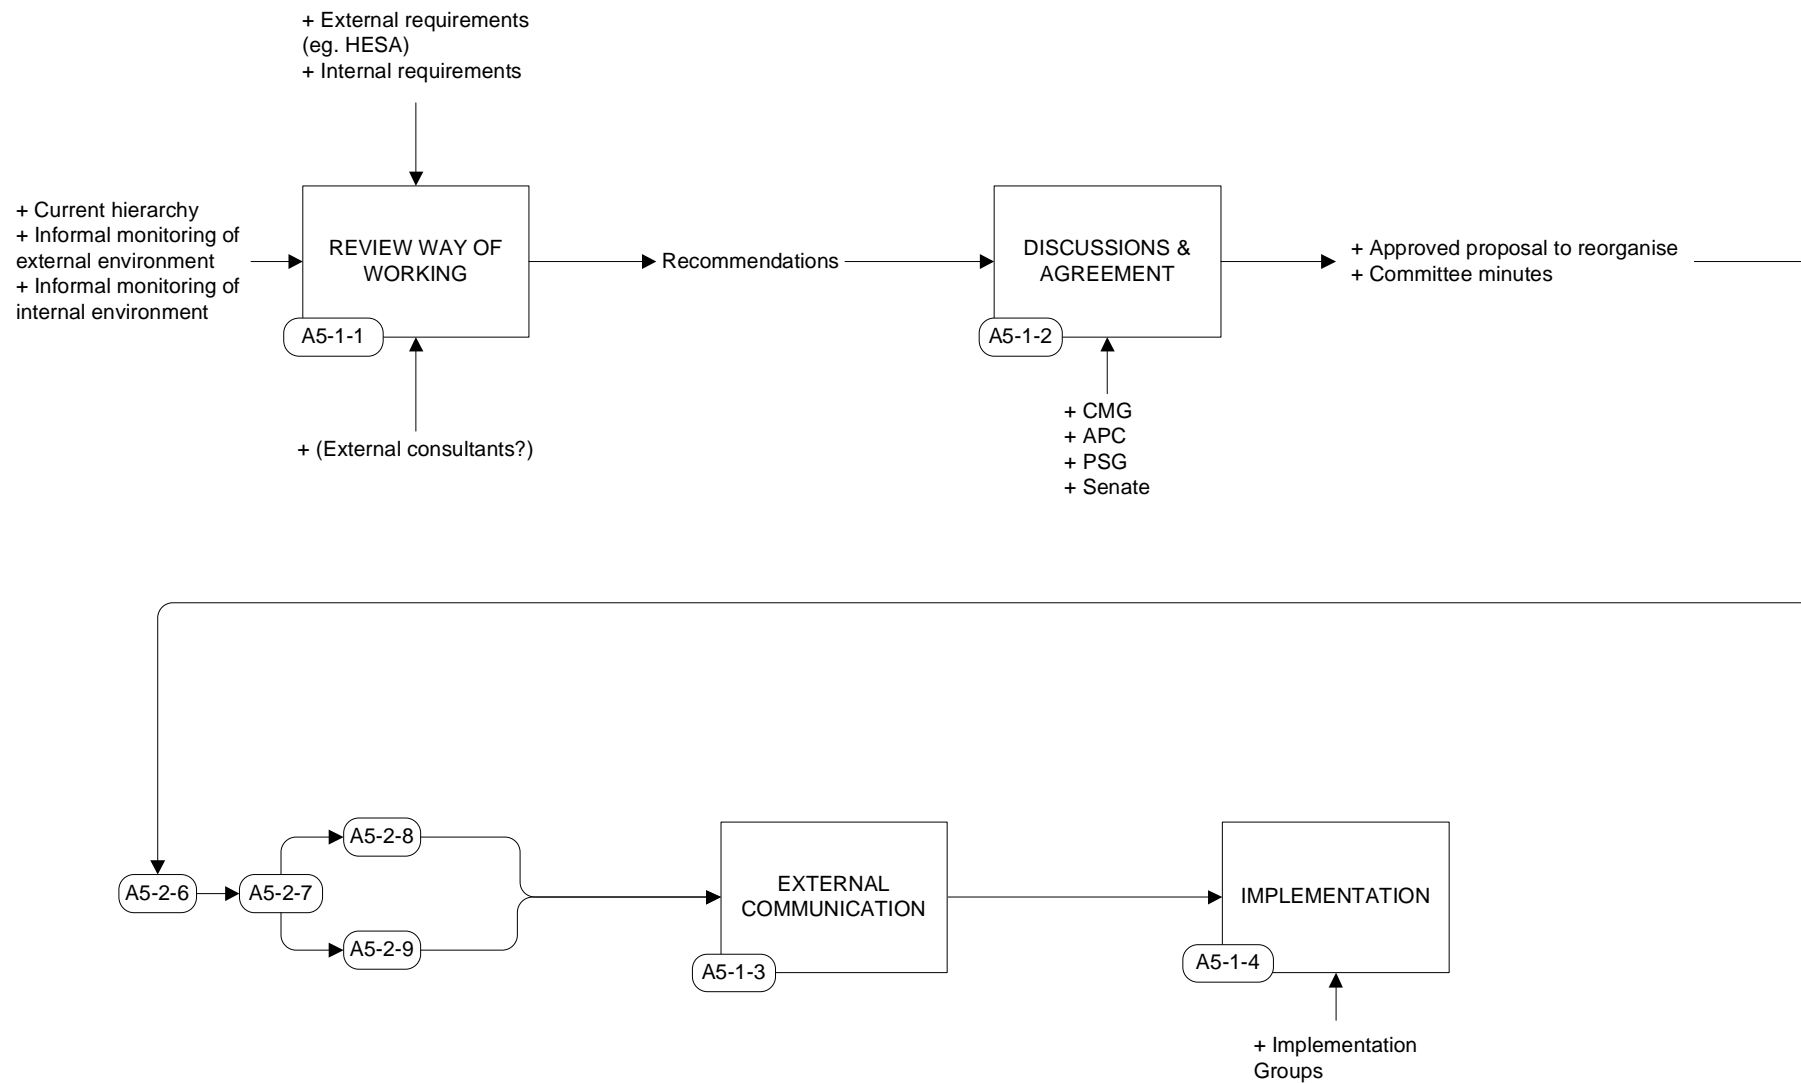 + External requirements
(eg. HESA)
+ Internal requirements
+ Current hierarchy
+ Informal monitoring of
external environment
+ Informal monitoring of
internal environment
REVIEW WAY OF
WORKING
A5-1-1
+ (External consultants?)
Recommendations
DISCUSSIONS &
AGREEMENT
A5-1-2
+ CMG
+ APC
+ PSG
+ Senate
+ Approved proposal to reorganise
+ Committee minutes
A5-2-6
A5-2-7
A5-2-8
A5-2-9
EXTERNAL
COMMUNICATION
A5-1-3
IMPLEMENTATION
A5-1-4
+ Implementation
Groups